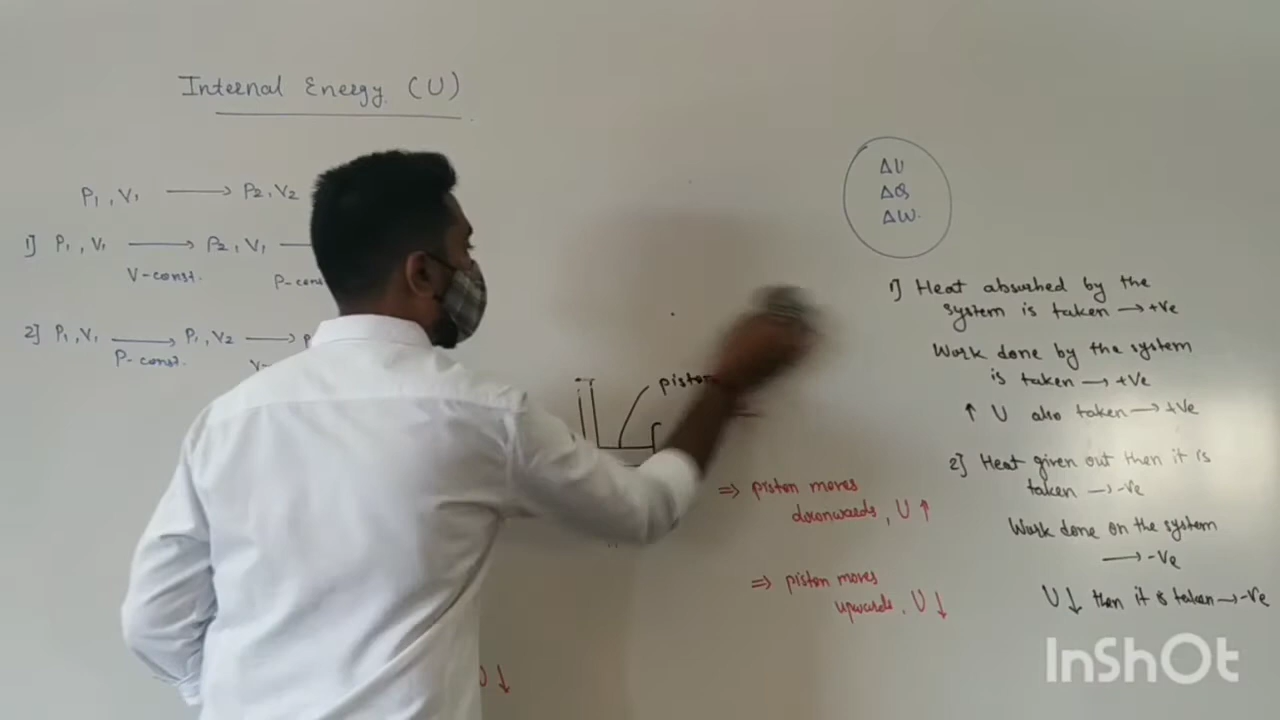 Internal Energy (U)
P₁, V₁ ⟶ P₂, V₂
1] P₁, V₁ ⟶ P₂, V₁ ⟶
V-const.
P-const
2] P₁, V₁ ⟶ P₁, V₂ ⟶
P-const.
piston
⇒ piston moves
downwards, U ↑
⇒ piston moves
upwards, U ↓
U ↓
ΔU
ΔQ
ΔW.
1] Heat absorbed by the
system is taken → +ve
Work done by the system
is taken → +ve
↑ U also taken → +ve
2] Heat given out then it is
taken → -ve
Work done on the system
⟶ -ve
U ↓ then it is taken → -ve
InShOt